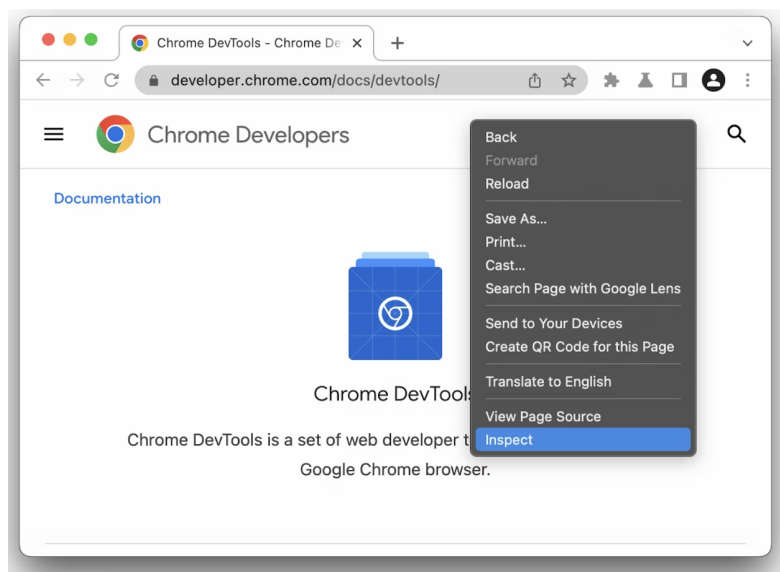 Chrome DevTools - Chrome De
developer.chrome.com/docs/devtools/
Chrome Developers
Documentation
Chrome DevTools
Chrome DevTools is a set of web developer t
Google Chrome browser.
Back
Forward
Reload
Save As...
Print...
Cast...
Search Page with Google Lens
Send to Your Devices
Create QR Code for this Page
Translate to English
View Page Source
Inspect